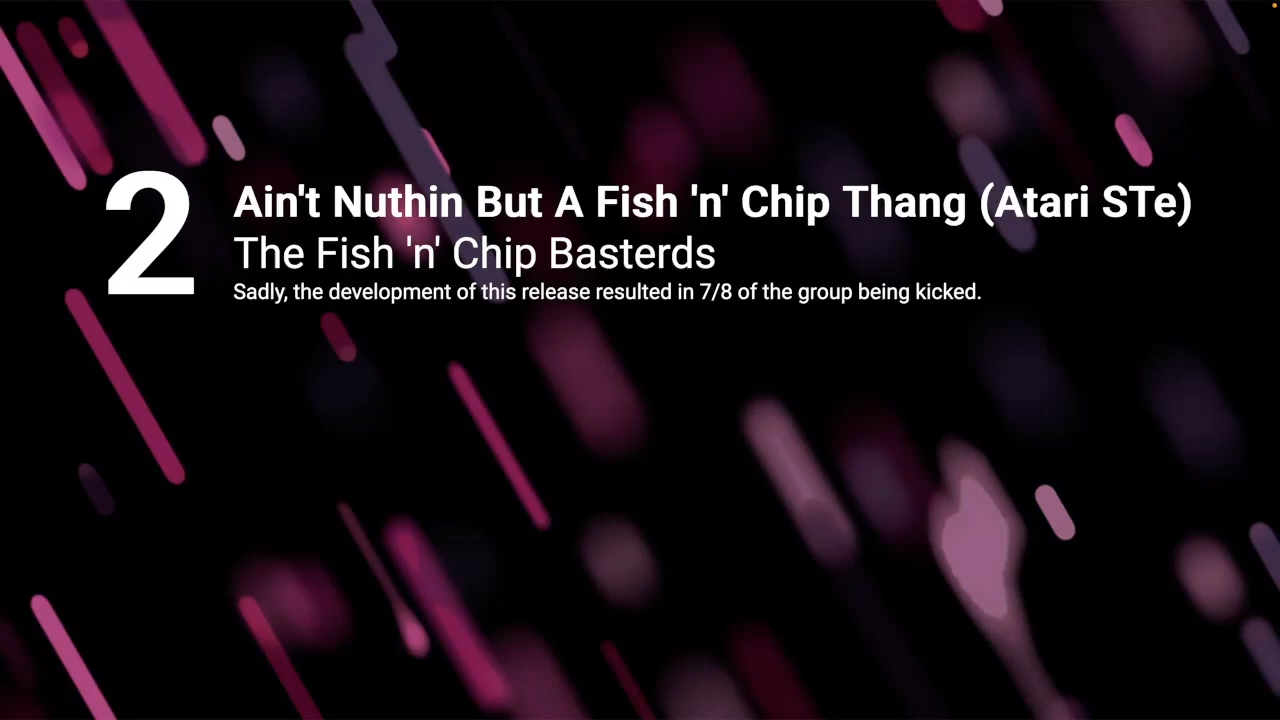 2
Ain't Nuthin But A Fish 'n' Chip Thang (Atari STe)
The Fish 'n' Chip Basterds
Sadly, the development of this release resulted in 7/8 of the group being kicked.